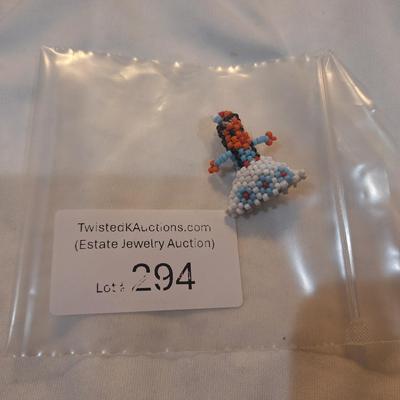 TwistedKAuctions.com
(Estate Jewelry Auction)
Lot # 294